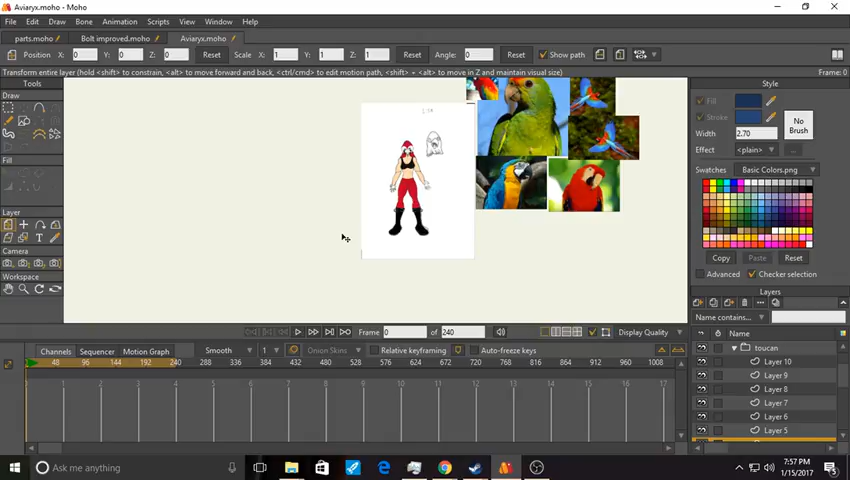 Aviaryx.moho - Moho
File Edit Draw Bone Animation Scripts View Window Help
parts.moho Bolt improved.moho Aviaryx.moho
Position X: 0 Y: 0 Z: 0 Reset Scale X: 1 Y: 1 Z: 1 Reset Angle: 0 Reset Show path
Transform entire layer (hold <shift> to constrain, <alt> to move forward and back, <ctrl/cmd> to edit motion path, <shift> + <alt> to move in Z and maintain visual size) Frame: 0
Tools
Draw
Fill
Layer
T
Camera
Workspace
Style
Fill
Stroke
No Brush
Width 2.70
Effect <plain> ...
Swatches Basic Colors.png
Copy Paste Reset
Advanced Checker selection
Layers
Name contains...
Name
toucan
Layer 10
Layer 9
Layer 8
Layer 7
Layer 6
Layer 5
Frame 0 of 240 Display Quality
Channels Sequencer Motion Graph Smooth 1 Onion Skins Relative keyframing Auto-freeze keys
48 96 144 192 240 288 336 384 432 480 528 576 624 672 720 768 816 864 912 960 1008
1 2 3 4 5 6 7 8 9 10 11 12 13 14 15 16 17
Ask me anything
7:57 PM
1/15/2017